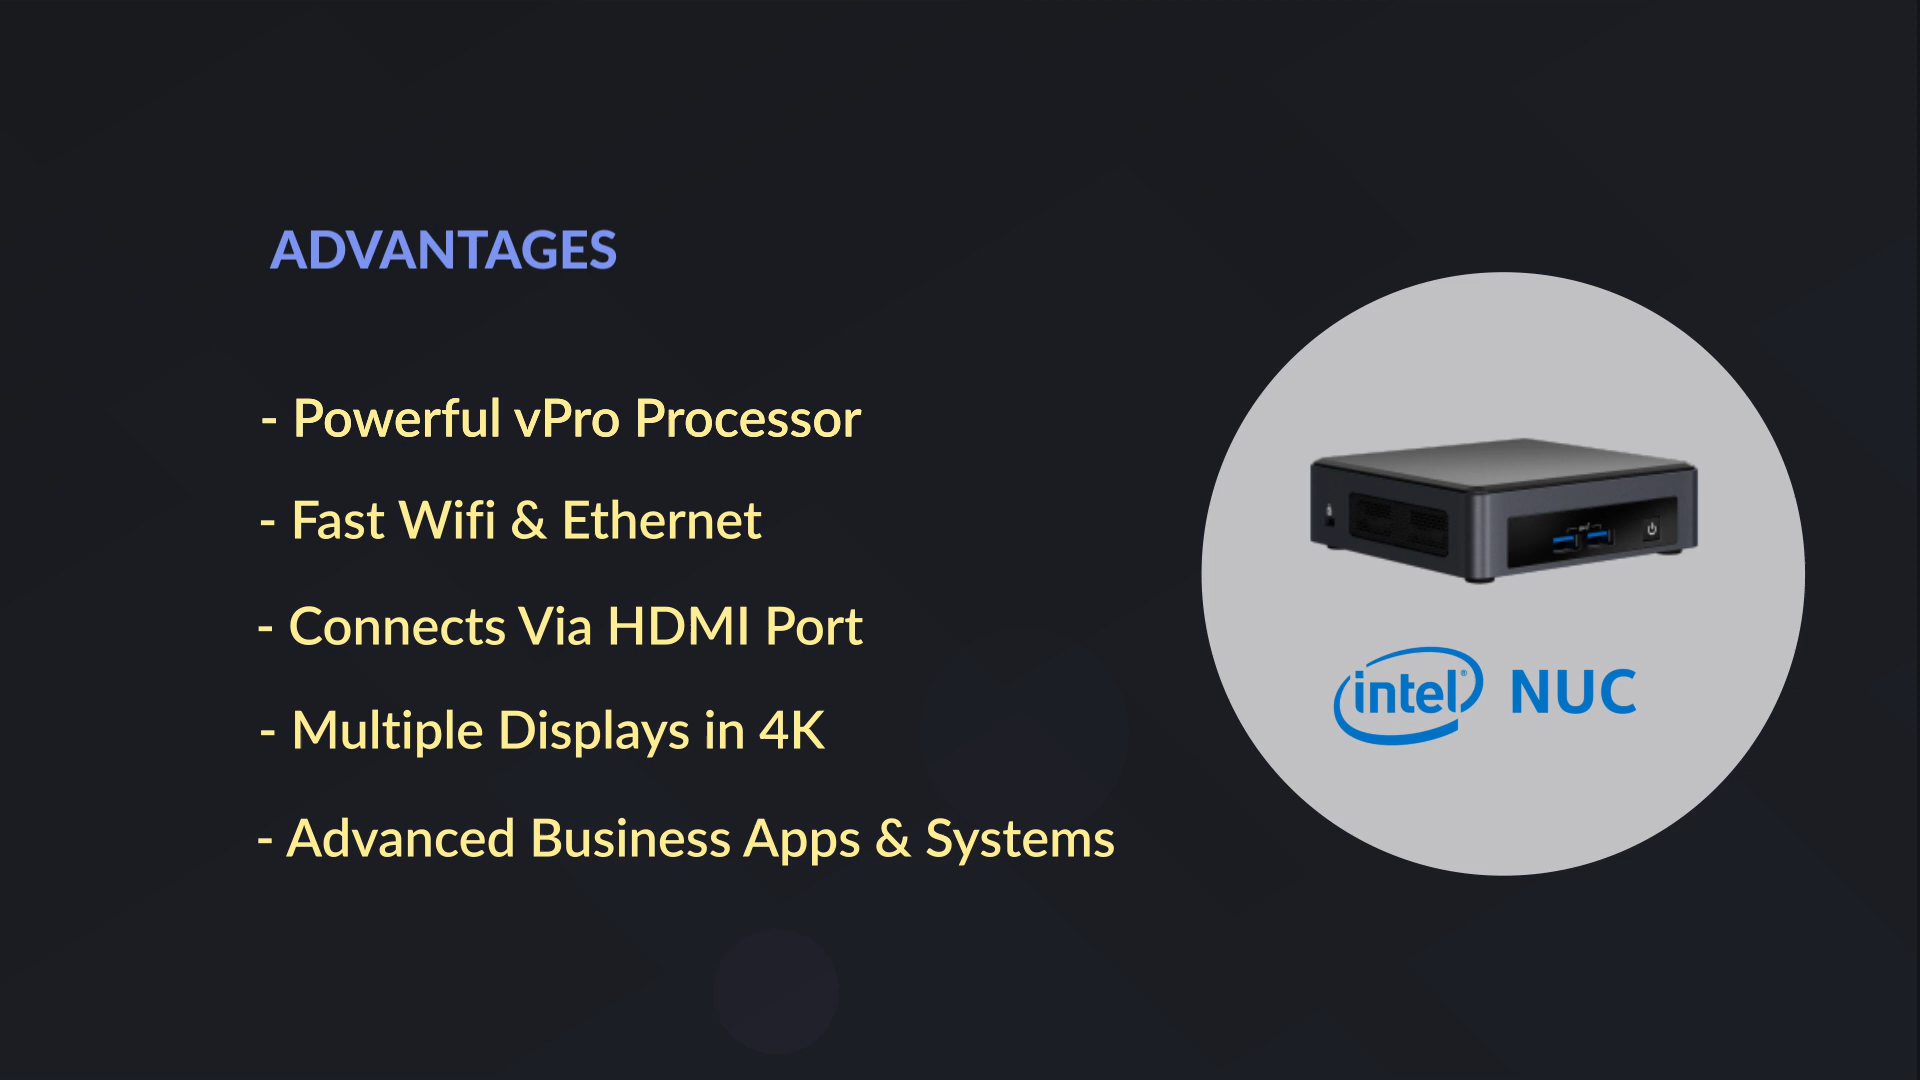 ADVANTAGES
- Powerful vPro Processor
- Fast Wifi & Ethernet
- Connects Via HDMI Port
- Multiple Displays in 4K
- Advanced Business Apps & Systems
intel® NUC